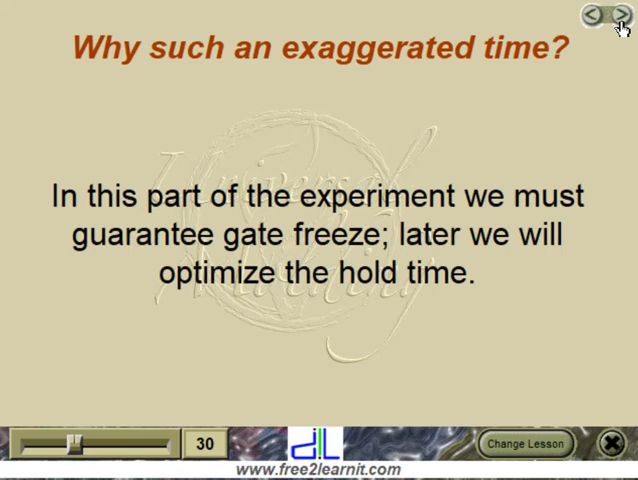 Why such an exaggerated time?
In this part of the experiment we must
guarantee gate freeze; later we will
optimize the hold time.
30
Change Lesson
www.free2learnit.com